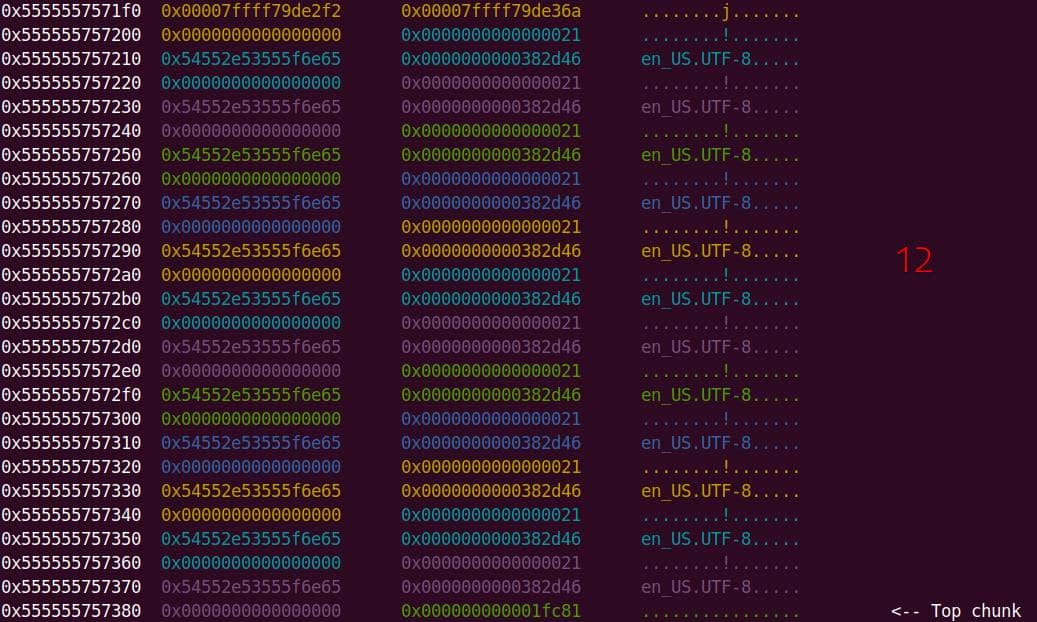 0x5555557571f0 0x00007ffff79de2f2 0x00007ffff79de36a ........j.......
0x555555757200 0x0000000000000000 0x0000000000000021 ........!.......
0x555555757210 0x54552e53555f6e65 0x0000000000382d46 en_US.UTF-8.....
0x555555757220 0x0000000000000000 0x0000000000000021 ........!.......
0x555555757230 0x54552e53555f6e65 0x0000000000382d46 en_US.UTF-8.....
0x555555757240 0x0000000000000000 0x0000000000000021 ........!.......
0x555555757250 0x54552e53555f6e65 0x0000000000382d46 en_US.UTF-8.....
0x555555757260 0x0000000000000000 0x0000000000000021 ........!.......
0x555555757270 0x54552e53555f6e65 0x0000000000382d46 en_US.UTF-8.....
0x555555757280 0x0000000000000000 0x0000000000000021 ........!.......
0x555555757290 0x54552e53555f6e65 0x0000000000382d46 en_US.UTF-8..... 12
0x5555557572a0 0x0000000000000000 0x0000000000000021 ........!.......
0x5555557572b0 0x54552e53555f6e65 0x0000000000382d46 en_US.UTF-8.....
0x5555557572c0 0x0000000000000000 0x0000000000000021 ........!.......
0x5555557572d0 0x54552e53555f6e65 0x0000000000382d46 en_US.UTF-8.....
0x5555557572e0 0x0000000000000000 0x0000000000000021 ........!.......
0x5555557572f0 0x54552e53555f6e65 0x0000000000382d46 en_US.UTF-8.....
0x555555757300 0x0000000000000000 0x0000000000000021 ........!.......
0x555555757310 0x54552e53555f6e65 0x0000000000382d46 en_US.UTF-8.....
0x555555757320 0x0000000000000000 0x0000000000000021 ........!.......
0x555555757330 0x54552e53555f6e65 0x0000000000382d46 en_US.UTF-8.....
0x555555757340 0x0000000000000000 0x0000000000000021 ........!.......
0x555555757350 0x54552e53555f6e65 0x0000000000382d46 en_US.UTF-8.....
0x555555757360 0x0000000000000000 0x0000000000000021 ........!.......
0x555555757370 0x54552e53555f6e65 0x0000000000382d46 en_US.UTF-8.....
0x555555757380 0x0000000000000000 0x000000000001fc81 ................ <-- Top chunk